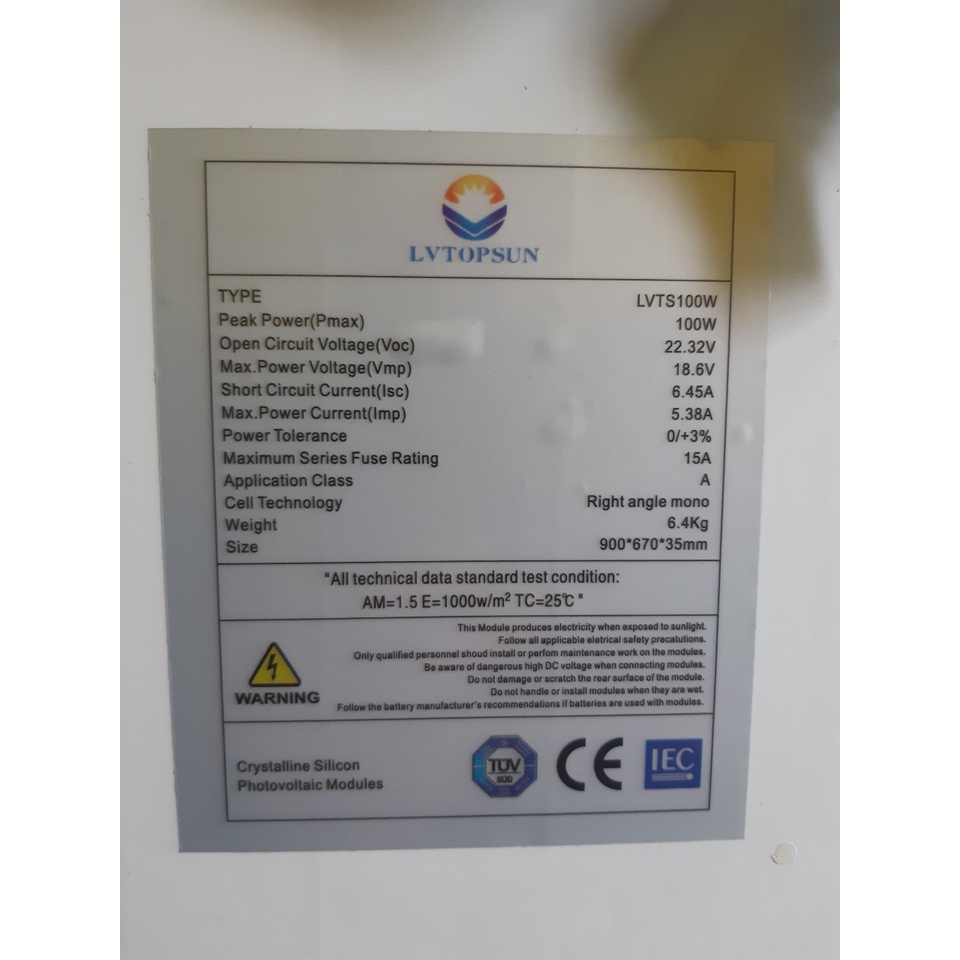 LVTOPSUN
TYPE LVTS100W
Peak Power(Pmax) 100W
Open Circuit Voltage(Voc) 22.32V
Max.Power Voltage(Vmp) 18.6V
Short Circuit Current(Isc) 6.45A
Max.Power Current(Imp) 5.38A
Power Tolerance 0/+3%
Maximum Series Fuse Rating 15A
Application Class A
Cell Technology Right angle mono
Weight 6.4Kg
Size 900*670*35mm
"All technical data standard test condition:
AM=1.5 E=1000w/m² TC=25℃ "
This Module produces electricity when exposed to sunlight.
Follow all applicable eletrical safety precatutions.
Only qualified personnel shoud install or perfom maintenance work on the modules.
Be aware of dangerous high DC voltage when connecting modules.
Do not damage or scratch the rear surface of the module.
Do not handle or install modules when they are wet.
Follow the battery manufacturer's recommendations if batteries are used with modules.
WARNING
Crystalline Silicon
Photovoltaic Modules
TÜV
SÜD
CE
IEC